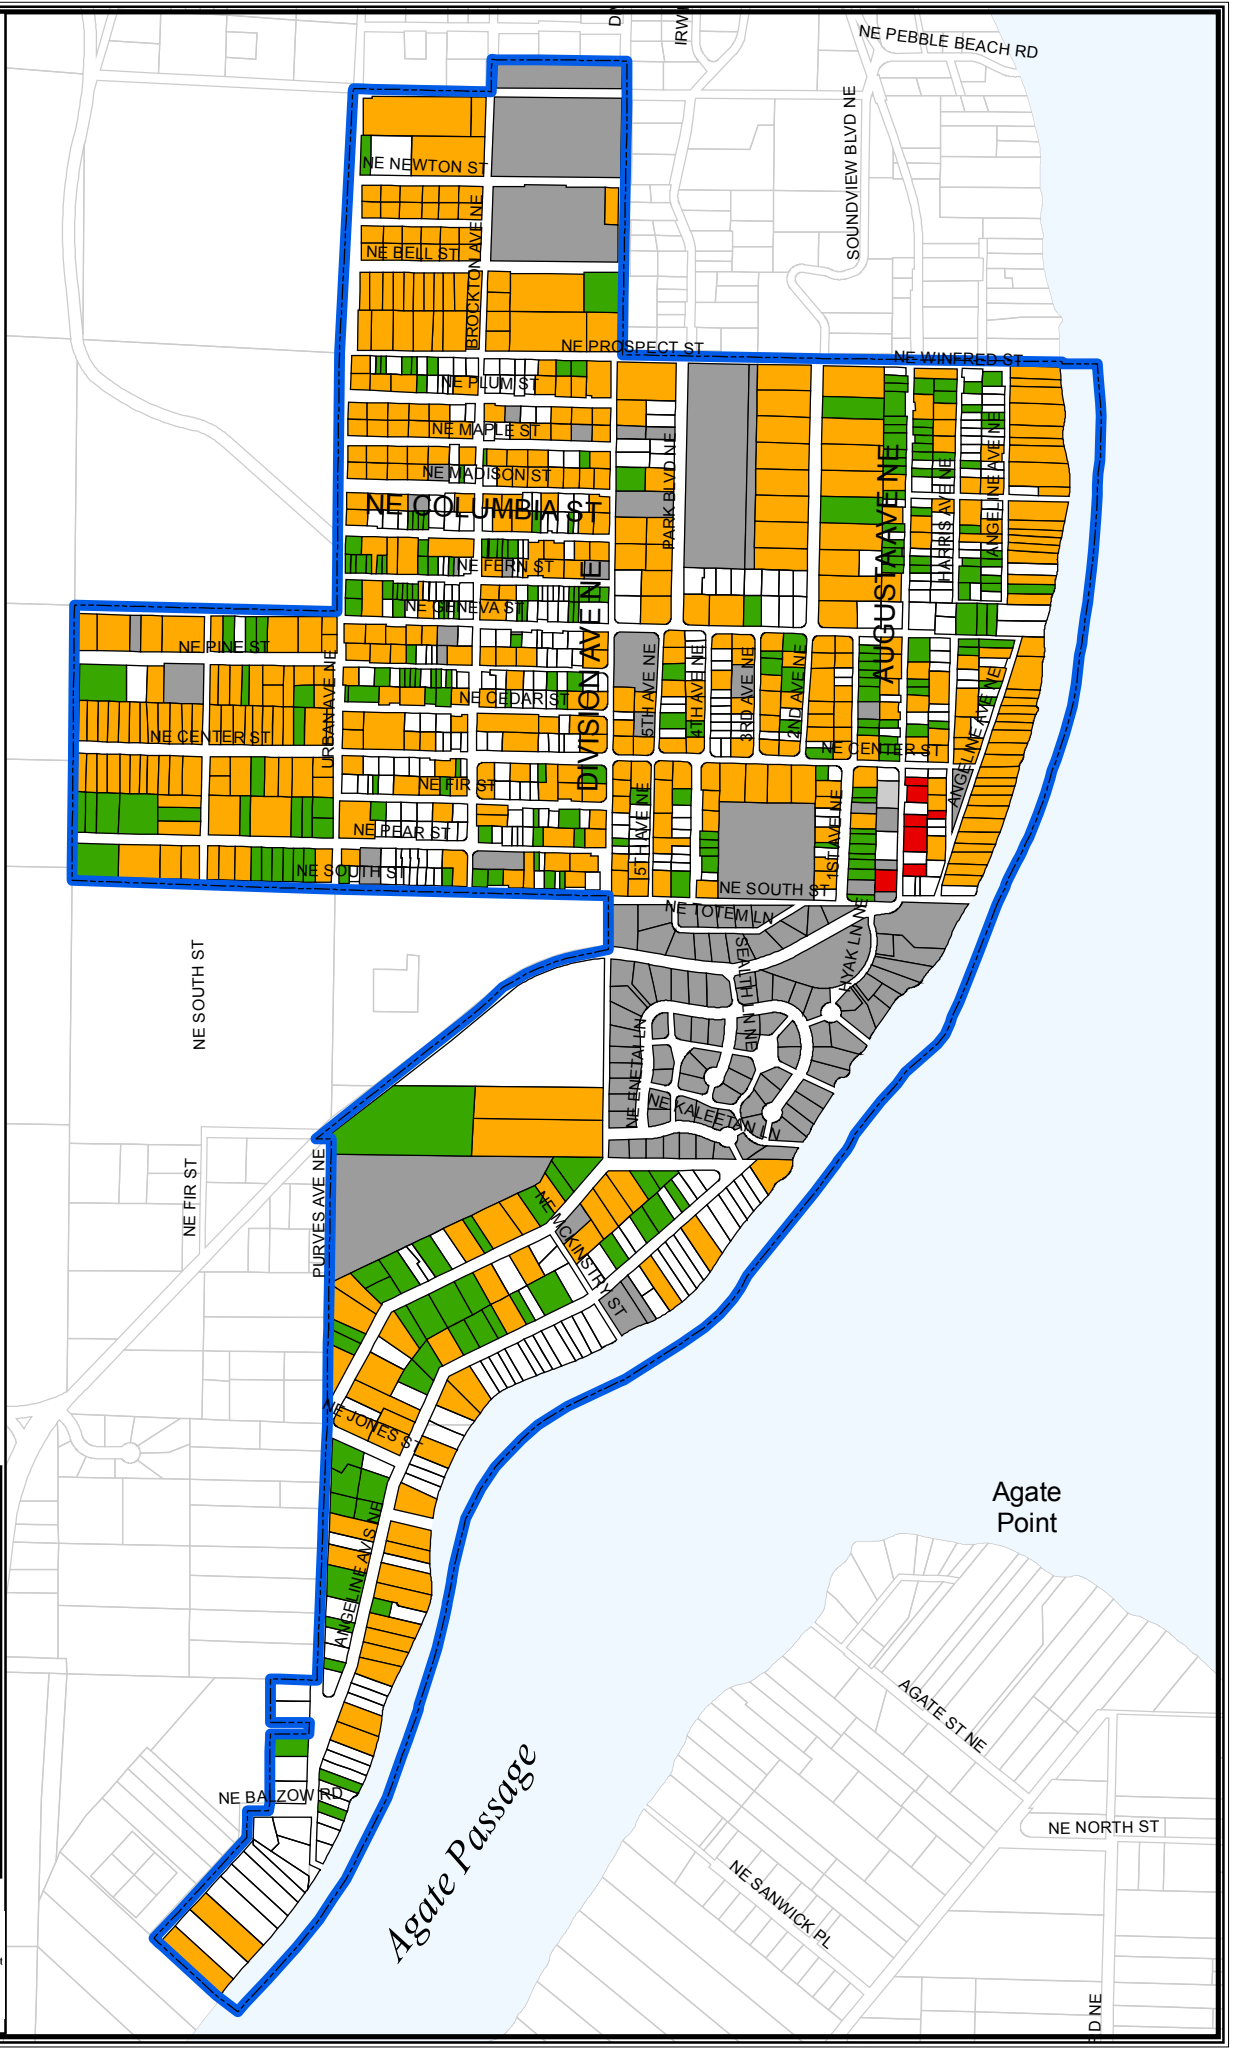 NE PEBBLE BEACH RD
SOUNDVIEW BLVD NE
NE NEWTON ST
BROCKTON AVE NE
NE BELL ST
NE PROSPECT ST
NE WINFRED ST
NE PLUM ST
NE MAPLE ST
NE MADISON ST
NE COLUMBIA ST
PARK BLVD NE
AUGUSTA AVE NE
HARRIS AVE NE
ANGELINE AVE NE
NE FERN ST
NE GENEVA ST
DIVISION AVE NE
NE PINE ST
URBAN AVE NE
NE CEDAR ST
5TH AVE NE
4TH AVE NE
3RD AVE NE
2ND AVE NE
ANGELINE AVE NE
NE CENTER ST
NE CENTER ST
NE FIR ST
NE PEAR ST
5TH AVE NE
1ST AVE NE
NE SOUTH ST
NE SOUTH ST
NE TOTEM LN
SEALTH LN NE
HYAK LN NE
NE SOUTH ST
NE ENETAI LN
NE KALEETAN LN
NE FIR ST
PURVES AVE NE
NE MCKINSTRY ST
NE JONES ST
ANGELINE AVE S NE
Agate
Point
AGATE ST NE
NE BALZOW RD
Agate Passage
NE NORTH ST
NE SANWICK PL